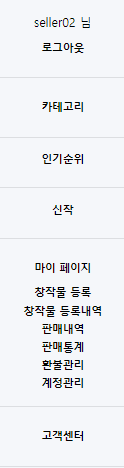 seller02 님
로그아웃
카테고리
인기순위
신작
마이 페이지
창작물 등록
창작물 등록내역
판매내역
판매통계
환불관리
계정관리
고객센터